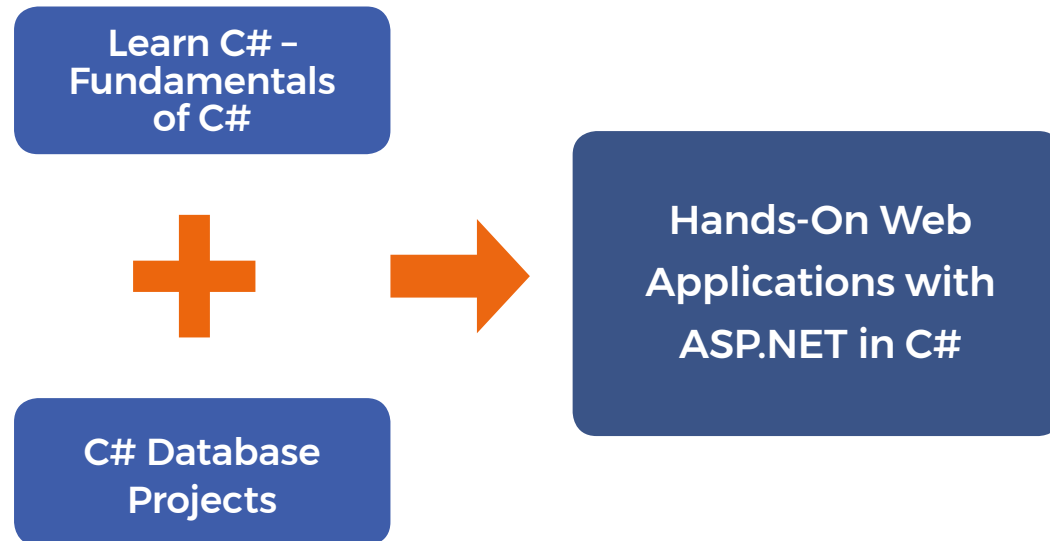 Learn C# –
Fundamentals
of C#
Hands-On Web
Applications with
ASP.NET in C#
C# Database
Projects